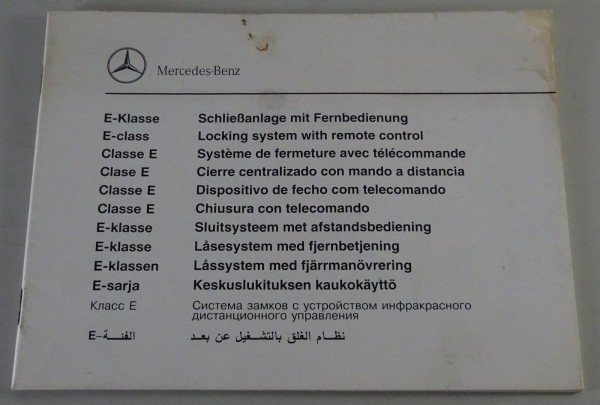 Mercedes-Benz
E-Klasse Schließanlage mit Fernbedienung
E-class Locking system with remote control
Classe E Système de fermeture avec télécommande
Clase E Cierre centralizado con mando a distancia
Classe E Dispositivo de fecho com telecomando
Classe E Chiusura con telecomando
E-klasse Sluitsysteem met afstandsbediening
E-klasse Låsesystem med fjernbetjening
E-klassen Låssystem med fjärrmanövrering
E-sarja Keskuslukituksen kaukokäyttö
Класс E Система замков с устройством инфракрасного
дистанционного управления
الفئة-E نظام الغلق بالتشغيل عن بعد